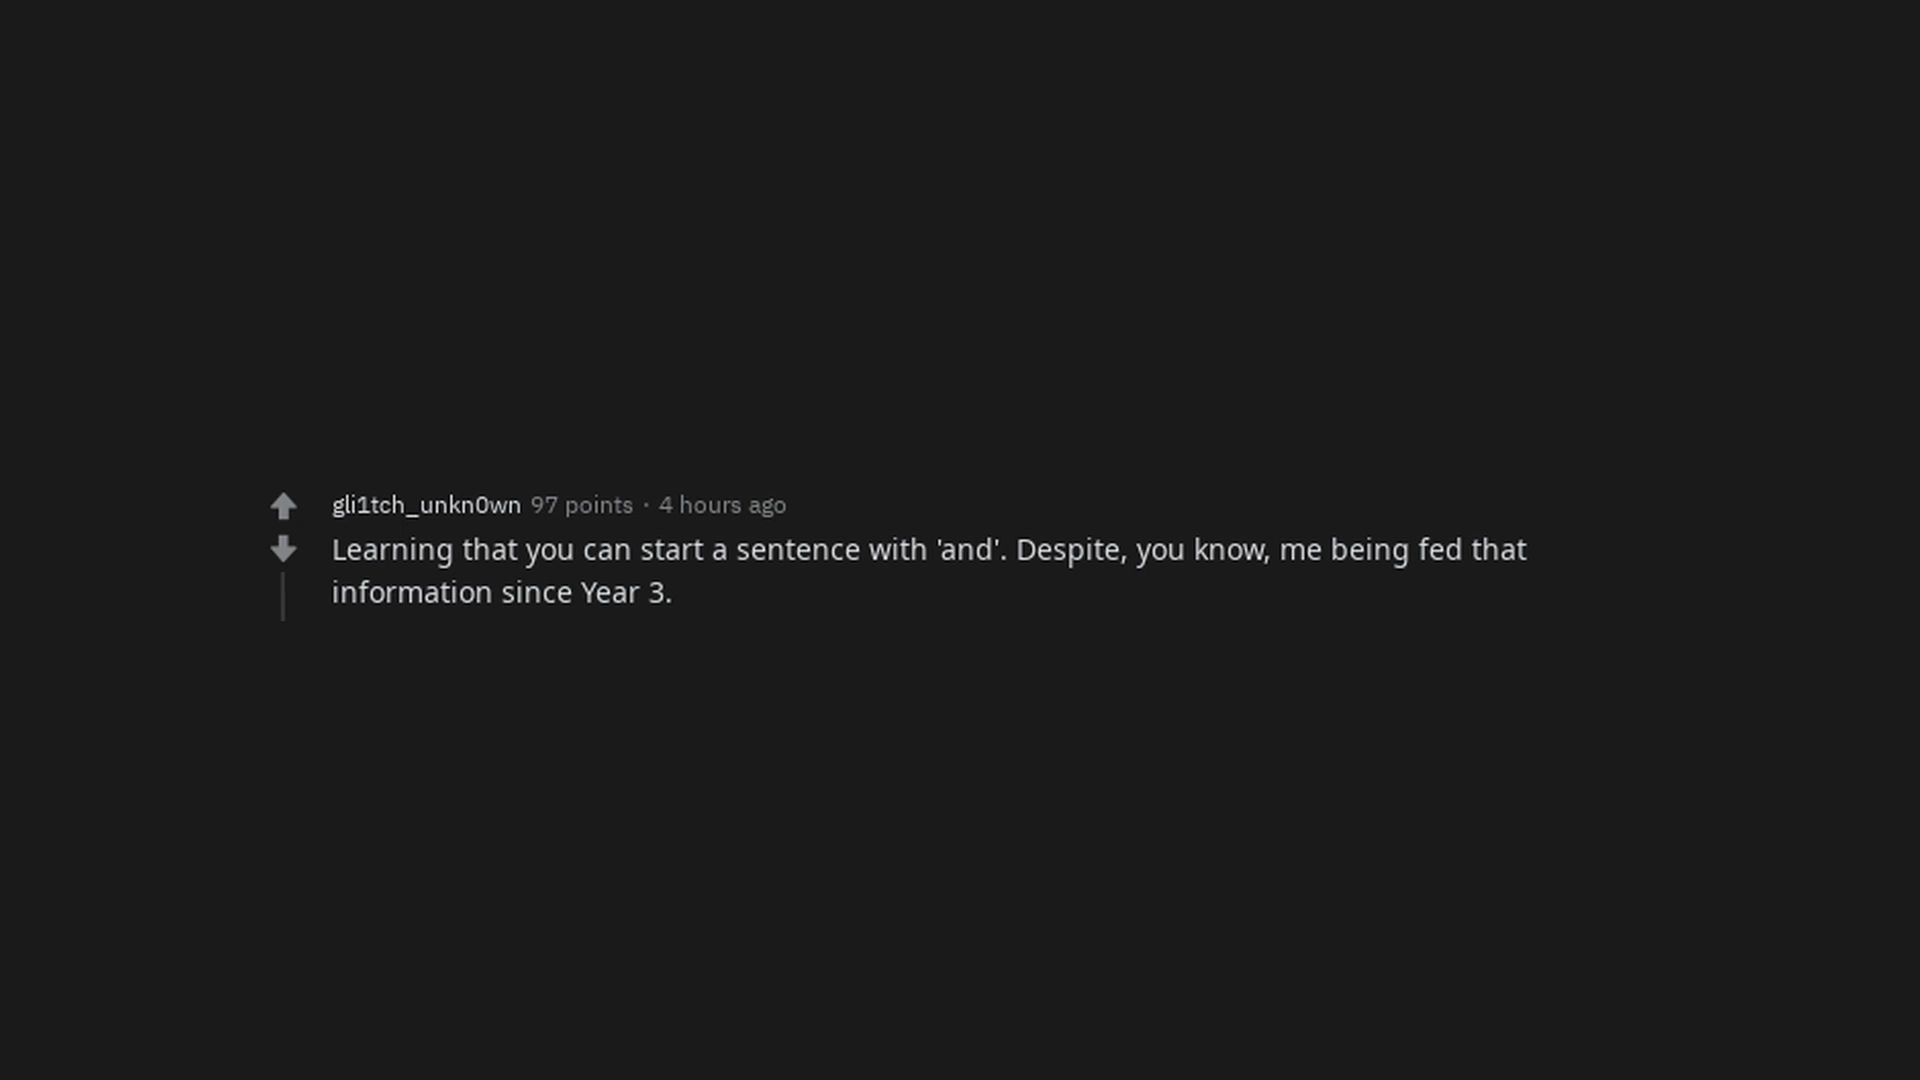 gli1tch_unkn0wn 97 points · 4 hours ago
Learning that you can start a sentence with 'and'. Despite, you know, me being fed that
information since Year 3.